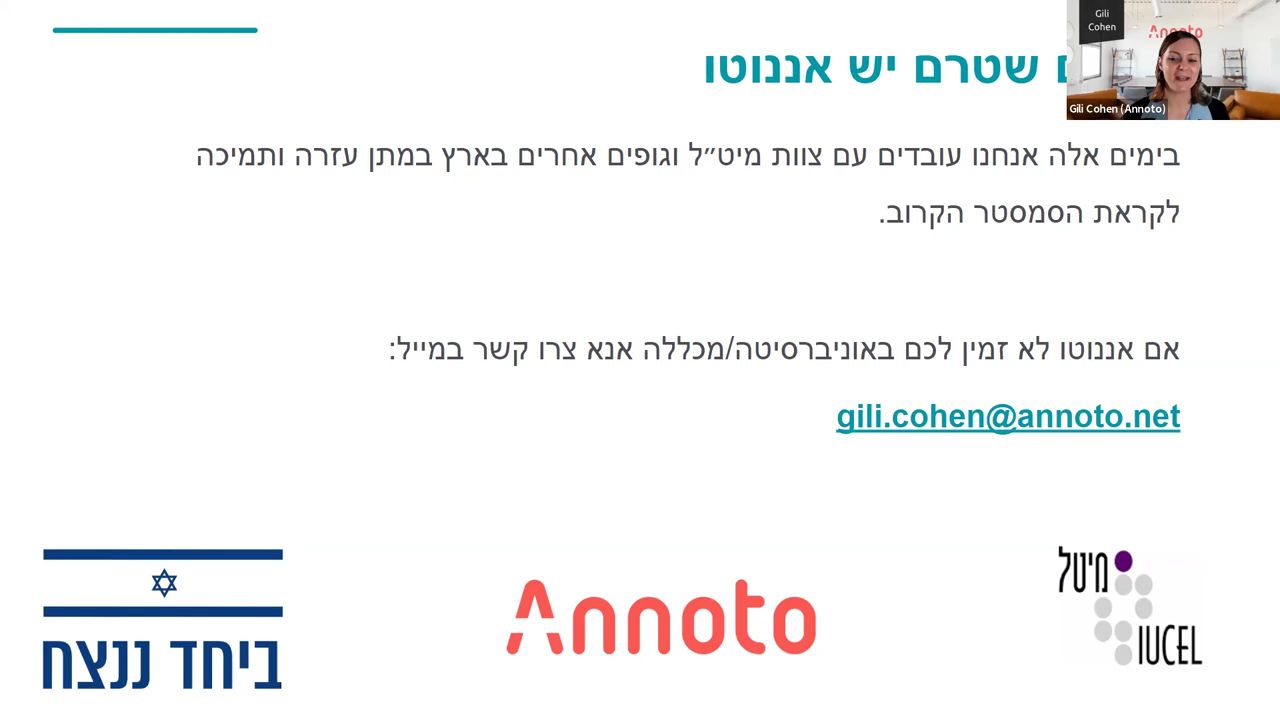 שטרם יש אננוטו
Gili
Cohen
Annoto
Gili Cohen (Annoto)
בימים אלה אנחנו עובדים עם צוות מיט״ל וגופים אחרים בארץ במתן עזרה ותמיכה
לקראת הסמסטר הקרוב.
אם אננוטו לא זמין לכם באוניברסיטה/מכללה אנא צרו קשר במייל:
gili.cohen@annoto.net
ביחד ננצח
Annoto
מיטל
IUCEL